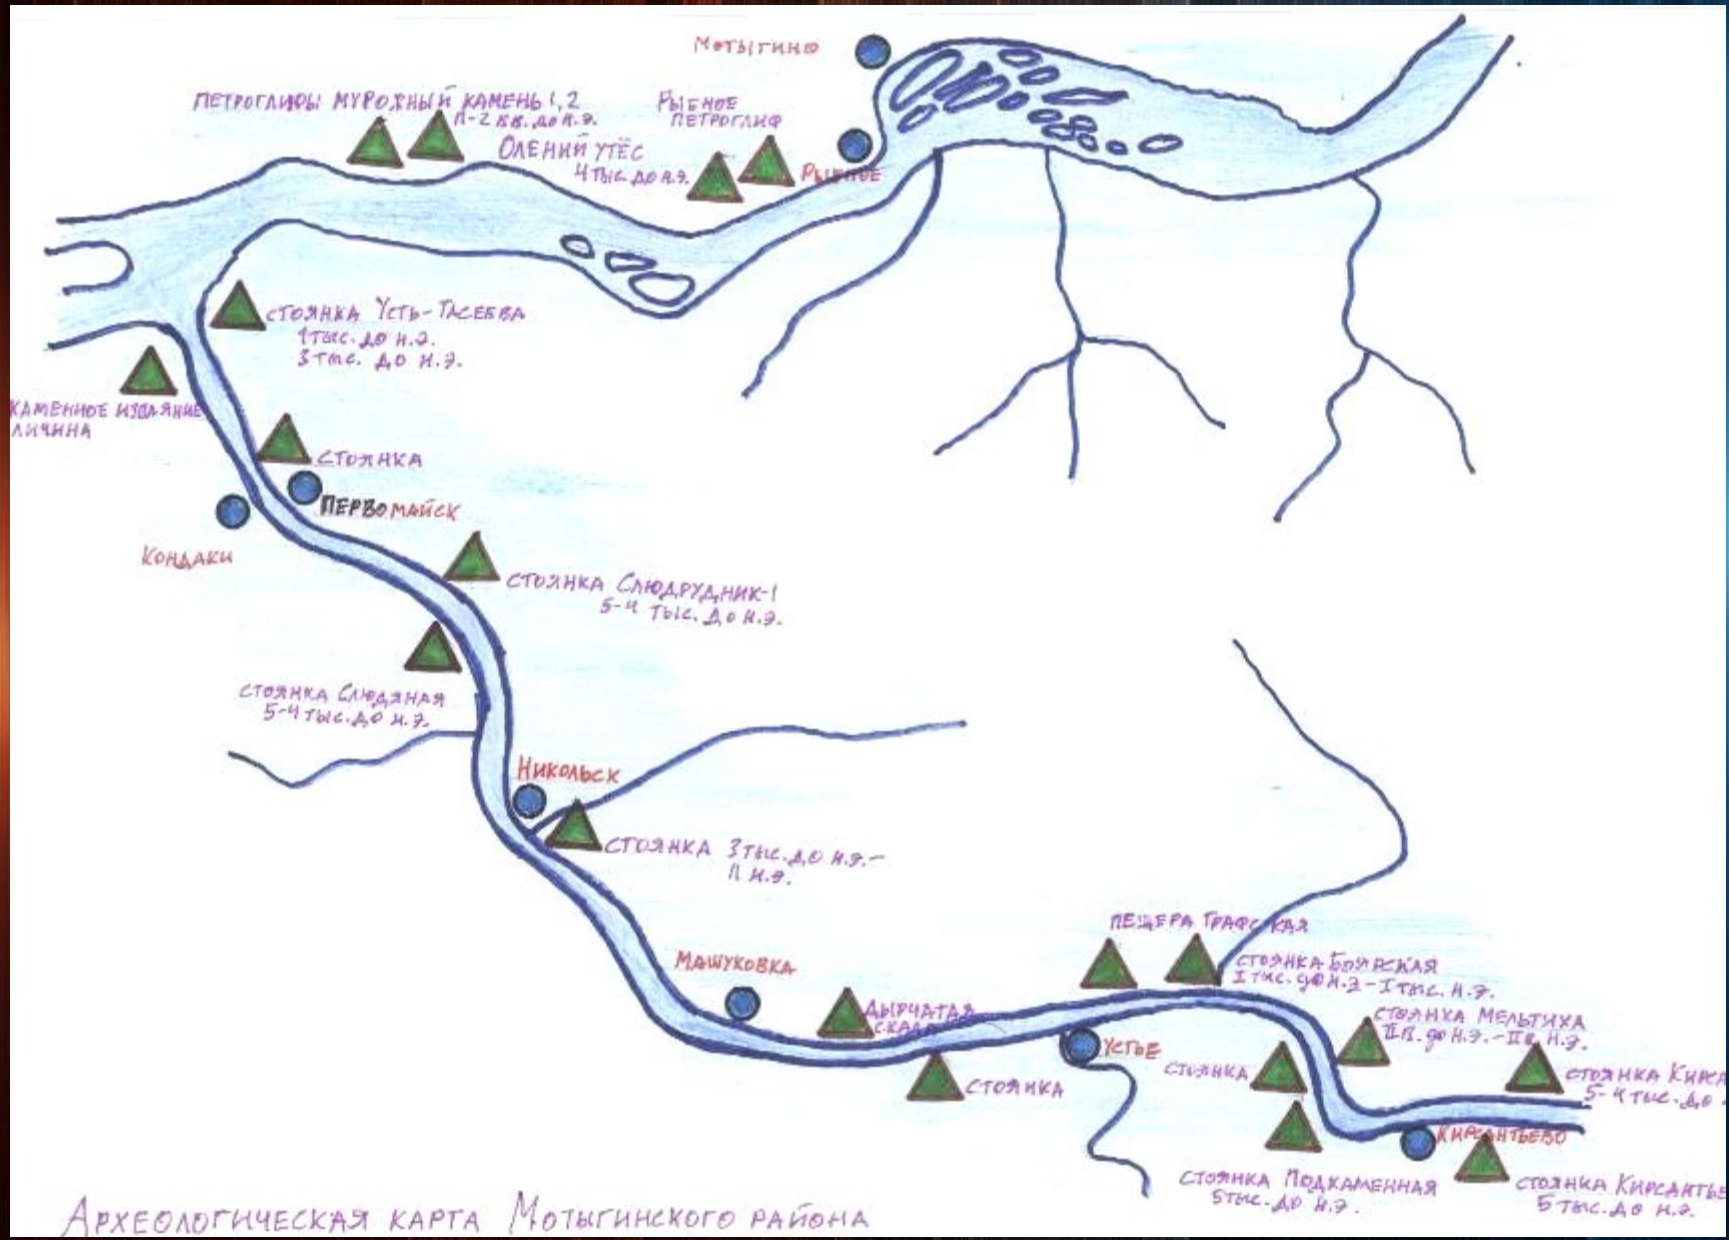 Мотыгино
ПЕТРОГЛИФЫ МУРОЖНЫЙ КАМЕНЬ 1,2
II-2 вв. до н.э.
Рыбное
ПЕТРОГЛИФ
ОЛЕНИЙ УТЁС
4 тыс. до н.э.
Рыбное
СТОЯНКА Усть-Тасеева
1 тыс. до н.э.
3 тыс. до н.э.
КАМЕННОЕ ИЗВАЯНИЕ
ЛИЧИНА
СТОЯНКА
ПЕРВОМАЙСК
Кондаки
СТОЯНКА Слюдрудник-1
5-4 тыс. до н.э.
СТОЯНКА Слюдяная
5-4 тыс. до н.э.
Никольск
СТОЯНКА 3 тыс. до н.э.-
II н.э.
МАШУКОВКА
ДЫРЧАТАЯ
СКАЛА
СТОЯНКА
ПЕЩЕРА ГРАФСКАЯ
СТОЯНКА БОЯРСКАЯ
I тыс. до н.э - I тыс. н.э.
СТОЯНКА МЕЛЬТИХА
II в. до н.э. - II в. н.э.
УСТЬЕ
СТОЯНКА
СТОЯНКА Кирса
5-4 тыс. до
КИРСАНТЬЕВО
СТОЯНКА Подкаменная
5 тыс. до н.э.
СТОЯНКА Кирсантье
5 тыс. до н.э.
Археологическая карта Мотыгинского района